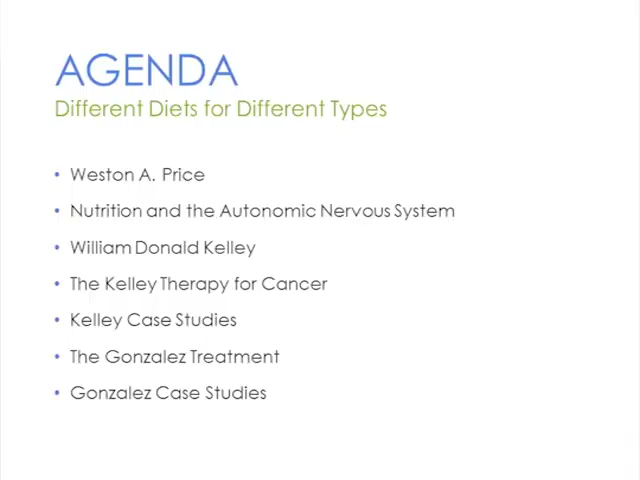 AGENDA
Different Diets for Different Types
• Weston A. Price
• Nutrition and the Autonomic Nervous System
• William Donald Kelley
• The Kelley Therapy for Cancer
• Kelley Case Studies
• The Gonzalez Treatment
• Gonzalez Case Studies